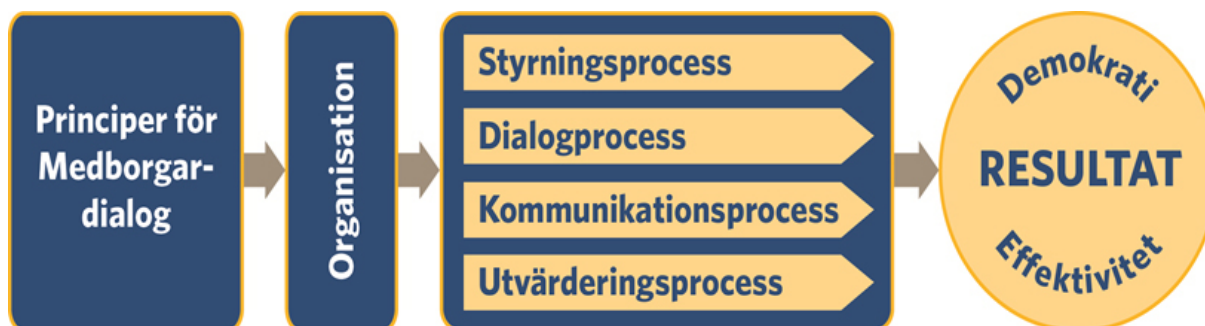 Principer för
Medborgar-
dialog
Organisation
Styrningsprocess
Dialogprocess
Kommunikationsprocess
Utvärderingsprocess
Demokrati
RESULTAT
Effektivitet